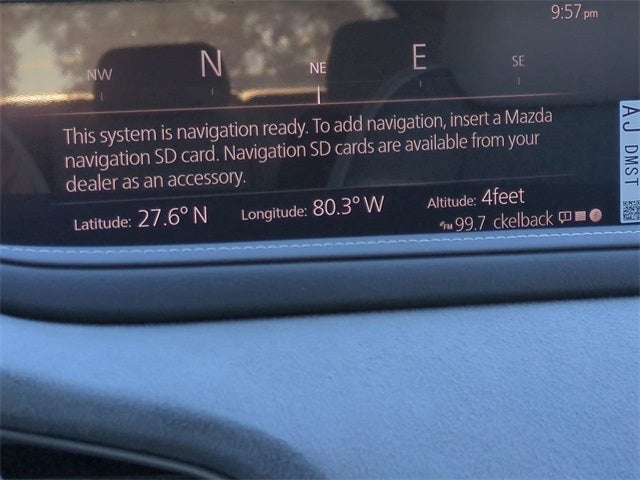 9:57 pm
NW N NE E SE
This system is navigation ready. To add navigation, insert a Mazda
navigation SD card. Navigation SD cards are available from your
dealer as an accessory.
Latitude: 27.6° N Longitude: 80.3° W Altitude: 4feet
FM 99.7 ckelback
AJ DMST